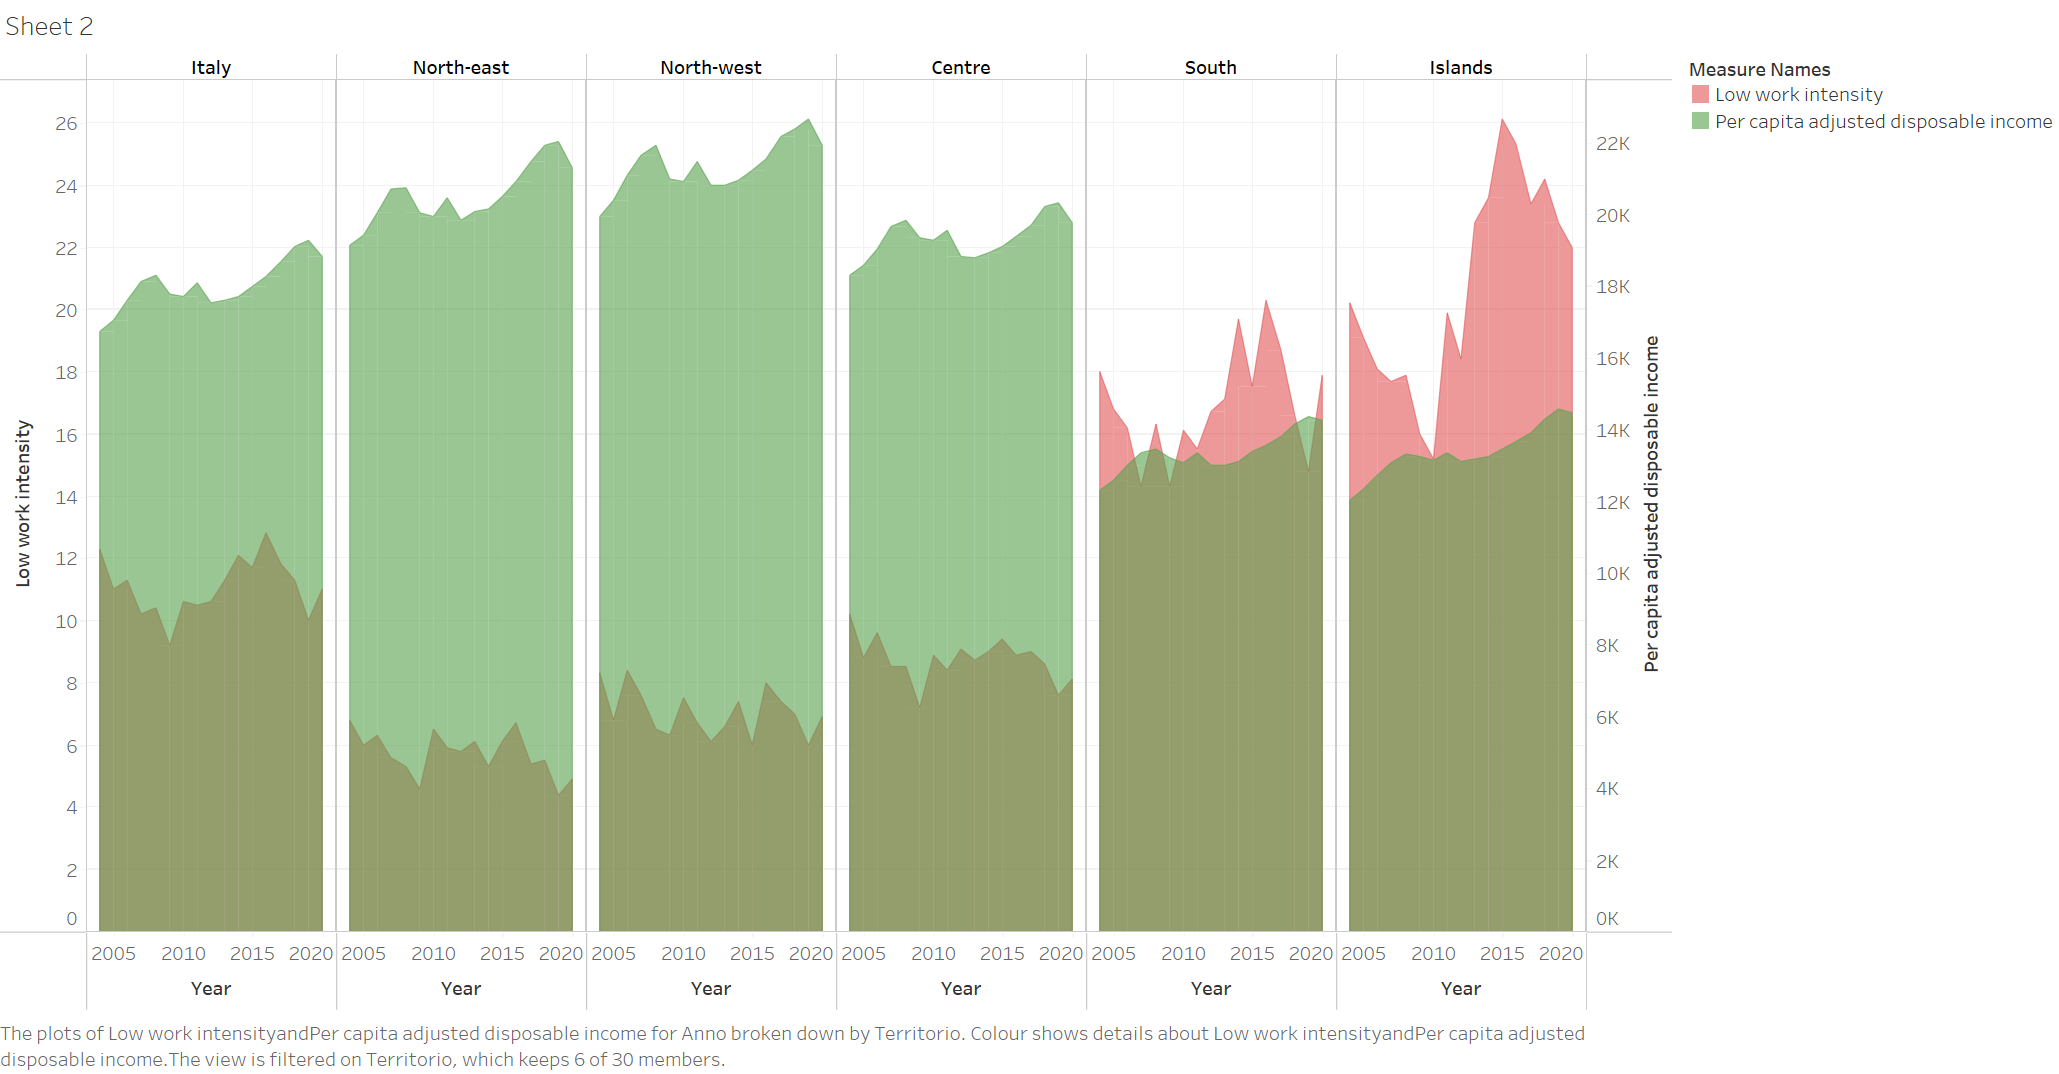 Sheet 2
Italy North-east North-west Centre South Islands
Measure Names
Low work intensity
Per capita adjusted disposable income
26
24
22
20
18
16
14
12
10
8
6
4
2
0
Low work intensity
22K
20K
18K
16K
14K
12K
10K
8K
6K
4K
2K
0K
Per capita adjusted disposable income
2005 2010 2015 2020 2005 2010 2015 2020 2005 2010 2015 2020 2005 2010 2015 2020 2005 2010 2015 2020 2005 2010 2015 2020
Year Year Year Year Year Year
The plots of Low work intensityandPer capita adjusted disposable income for Anno broken down by Territorio. Colour shows details about Low work intensityandPer capita adjusted
disposable income.The view is filtered on Territorio, which keeps 6 of 30 members.